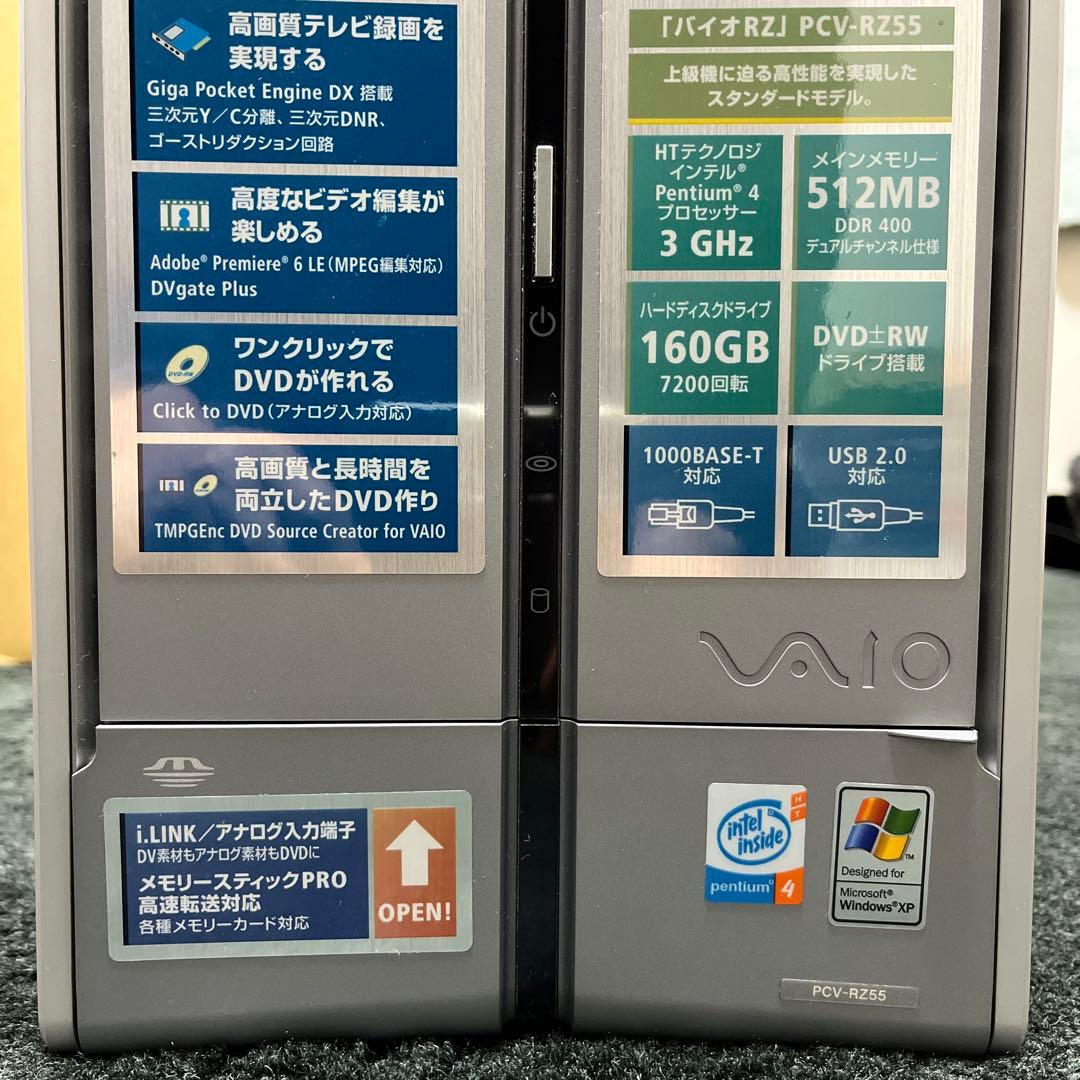 高画質テレビ録画を
実現する
Giga Pocket Engine DX 搭載
三次元Y/C分離、三次元DNR、
ゴーストリダクション回路
高度なビデオ編集が
楽しめる
Adobe® Premiere® 6 LE(MPEG編集対応)
DVgate Plus
DVD-RW
ワンクリックで
DVDが作れる
Click to DVD(アナログ入力対応)
高画質と長時間を
両立したDVD作り
TMPGEnc DVD Source Creator for VAIO
「バイオRZ」PCV-RZ55
上級機に迫る高性能を実現した
スタンダードモデル。
HTテクノロジ
インテル®
Pentium® 4
プロセッサー
3 GHz
メインメモリー
512MB
DDR 400
デュアルチャンネル仕様
ハードディスクドライブ
160GB
7200回転
DVD±RW
ドライブ搭載
1000BASE-T
対応
USB 2.0
対応
VAIO
i.LINK/アナログ入力端子
DV素材もアナログ素材もDVDに
メモリースティックPRO
高速転送対応
各種メモリーカード対応
OPEN!
intel
inside
HT
pentium® 4
TM
Designed for
Microsoft®
Windows®XP
PCV-RZ55